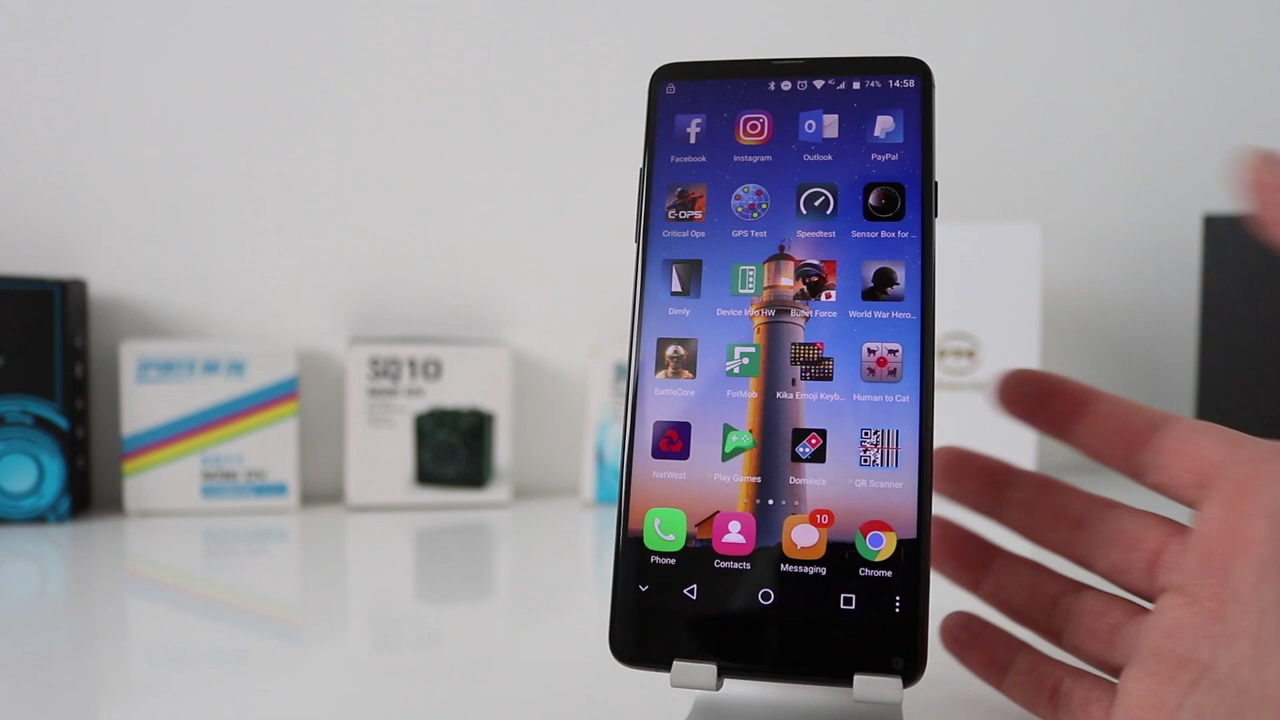 4G 74% 14:58
Facebook Instagram Outlook PayPal
C-OPS
Critical Ops GPS Test Speedtest Sensor Box for ...
Dimly Device Info HW Bullet Force World War Hero...
BattleCore FotMob Kika Emoji Keyb... Human to Cat
NatWest Play Games Domino's QR Scanner
10
Phone Contacts Messaging Chrome
SQ10